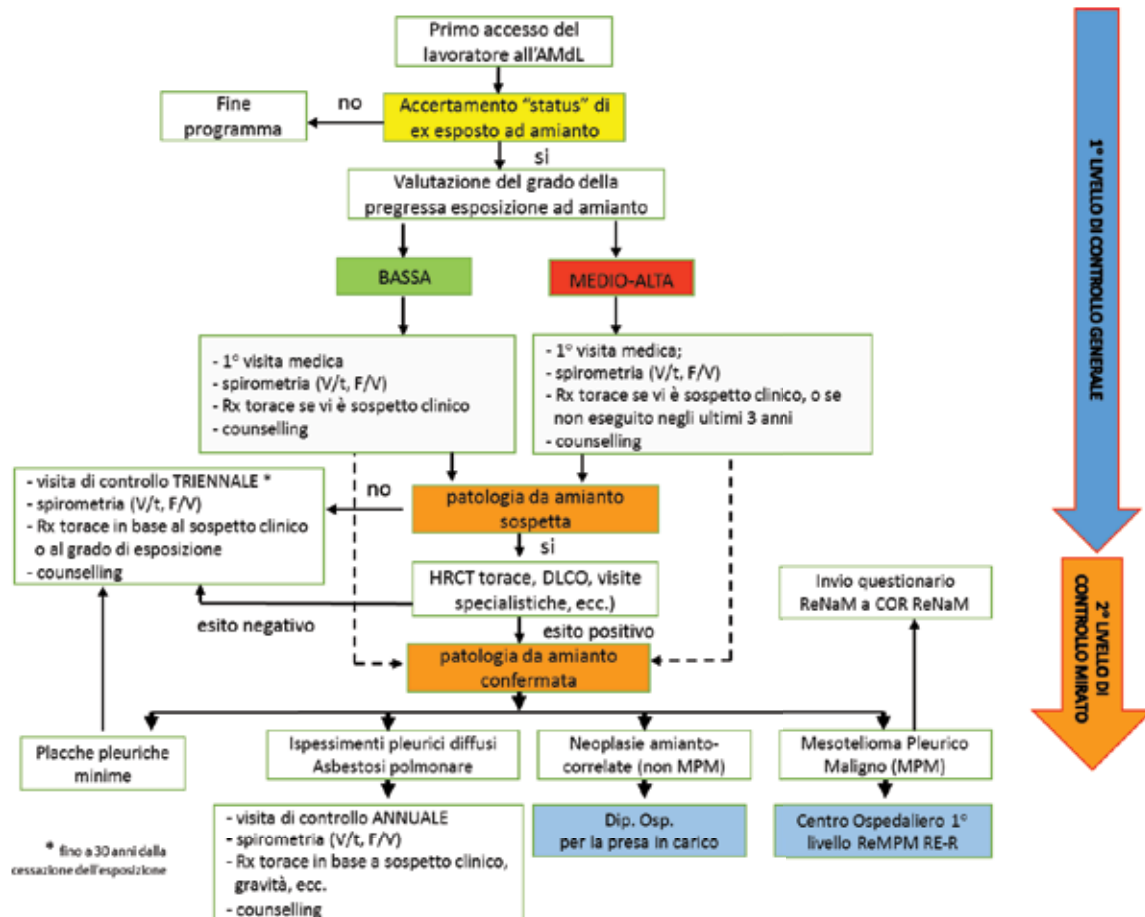 Primo accesso del
lavoratore all'AMdL
no
Fine
programma
Accertamento "status" di
ex esposto ad amianto
si
Valutazione del grado della
pregressa esposizione ad amianto
BASSA
MEDIO-ALTA
- 1° visita medica
- spirometria (V/t, F/V)
- Rx torace se vi è sospetto clinico
- counselling
- 1° visita medica;
- spirometria (V/t, F/V)
- Rx torace se vi è sospetto clinico, o se
non eseguito negli ultimi 3 anni
- counselling
- visita di controllo TRIENNALE *
- spirometria (V/t, F/V)
- Rx torace in base al sospetto clinico
o al grado di esposizione
- counselling
no
patologia da amianto
sospetta
si
HRCT torace, DLCO, visite
specialistiche, ecc.)
esito negativo
esito positivo
patologia da amianto
confermata
Invio questionario
ReNaM a COR ReNaM
Placche pleuriche
minime
Ispessimenti pleurici diffusi
Asbestosi polmonare
Neoplasie amianto-
correlate (non MPM)
Mesotelioma Pleurico
Maligno (MPM)
- visita di controllo ANNUALE
- spirometria (V/t, F/V)
- Rx torace in base a sospetto clinico,
gravità, ecc.
- counselling
Dip. Osp.
per la presa in carico
Centro Ospedaliero 1°
livello ReMPM RE-R
* fino a 30 anni dalla
cessazione dell'esposizione
1° LIVELLO DI CONTROLLO GENERALE
2° LIVELLO DI
CONTROLLO MIRATO